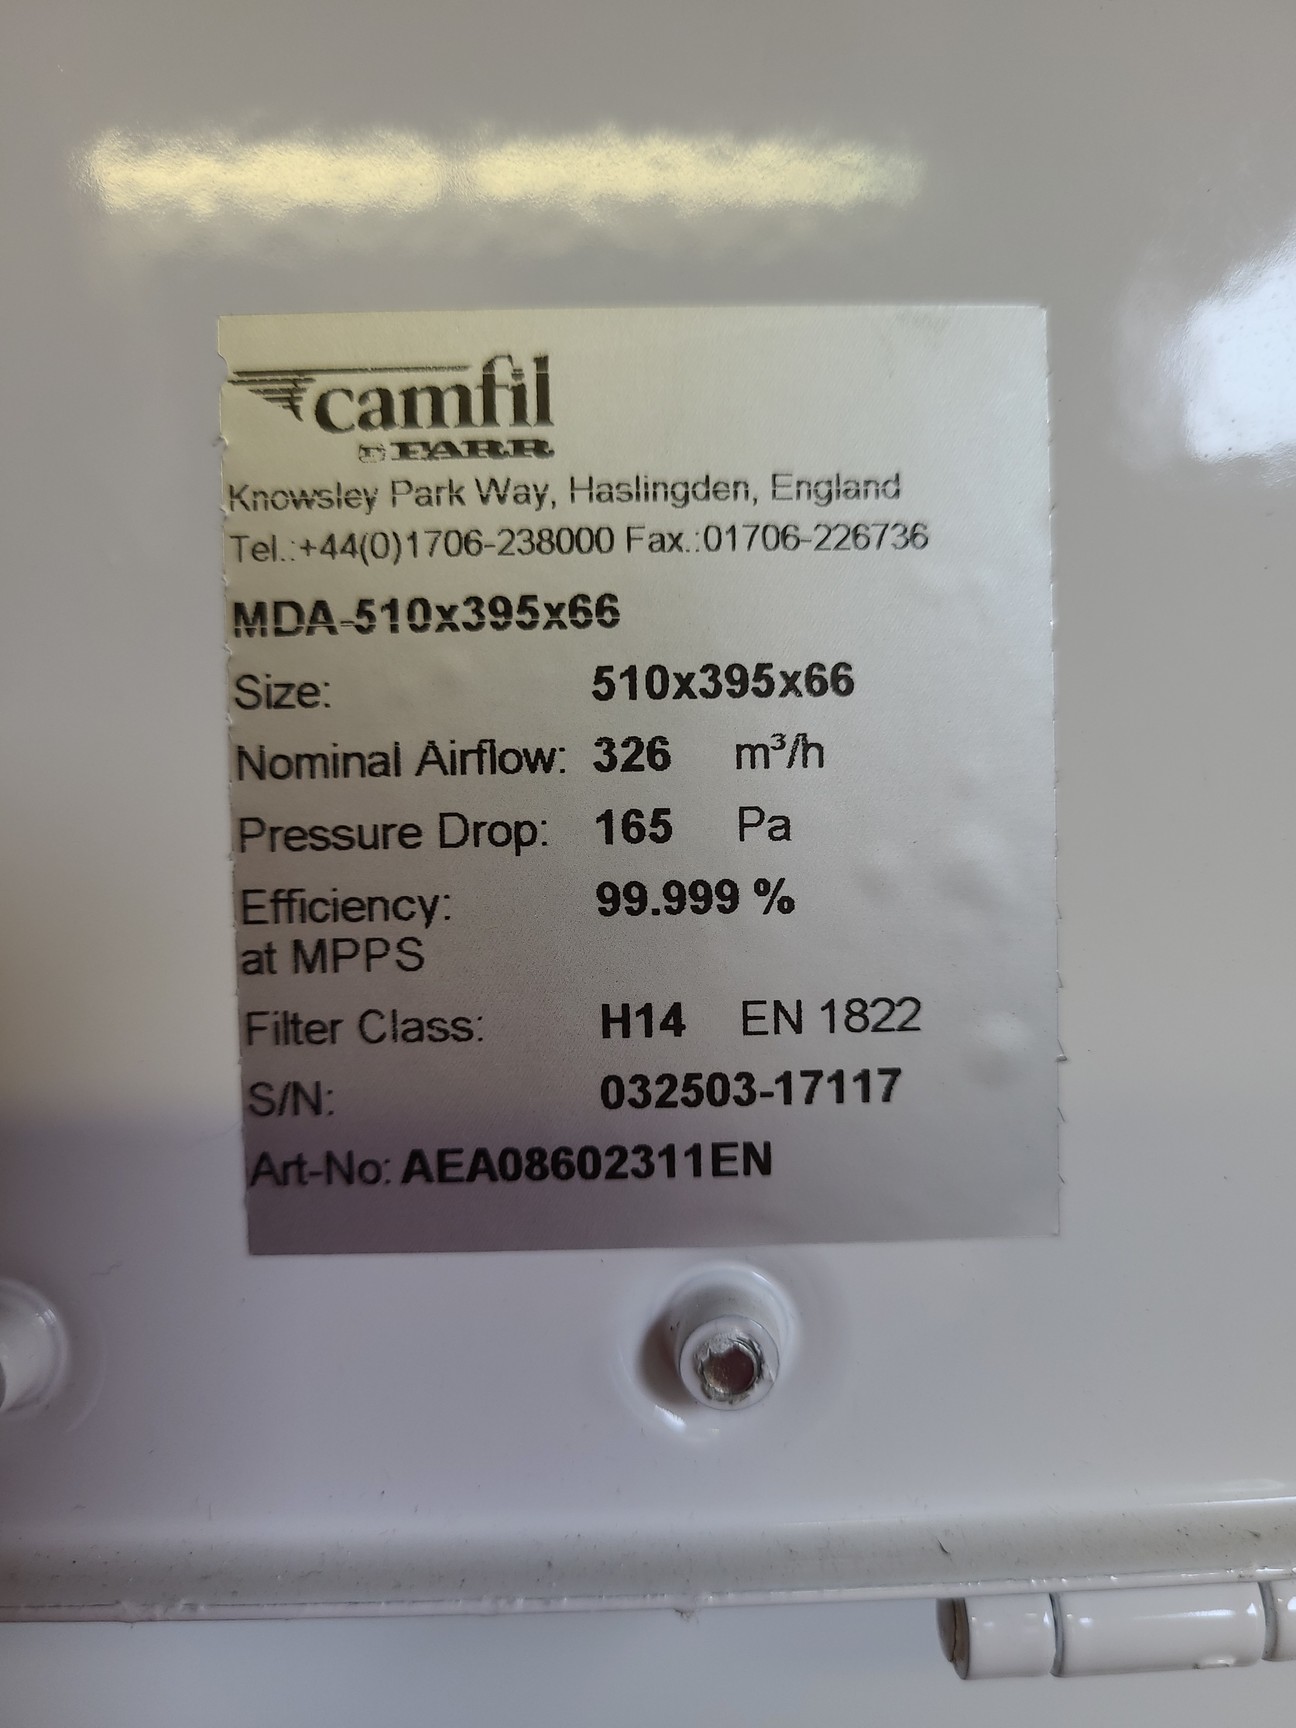 camfil
FARR
Knowsley Park Way, Haslingden, England
Tel.:+44(0)1706-238000 Fax.:01706-226736
MDA-510x395x66
Size: 510x395x66
Nominal Airflow: 326 m³/h
Pressure Drop: 165 Pa
Efficiency: 99.999 %
at MPPS
Filter Class: H14 EN 1822
S/N: 032503-17117
Art-No: AEA08602311EN